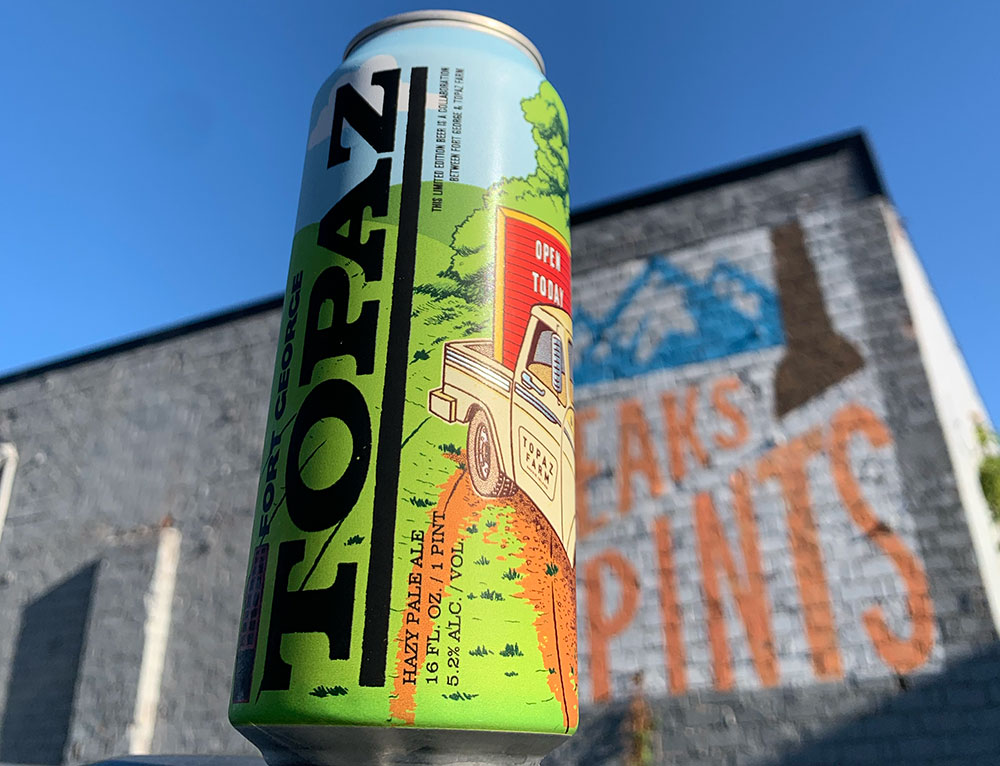 FORT GEORGE
TOPAZ
THIS LIMITED EDITION BEER IS A COLLABORATION
BETWEEN FORT GEORGE & TOPAZ FARM
OPEN
TODAY
TOPAZ
FARM
HAZY PALE ALE
16 FL. OZ. / 1 PINT
5.2% ALC. / VOL.
EAKS
PINTS